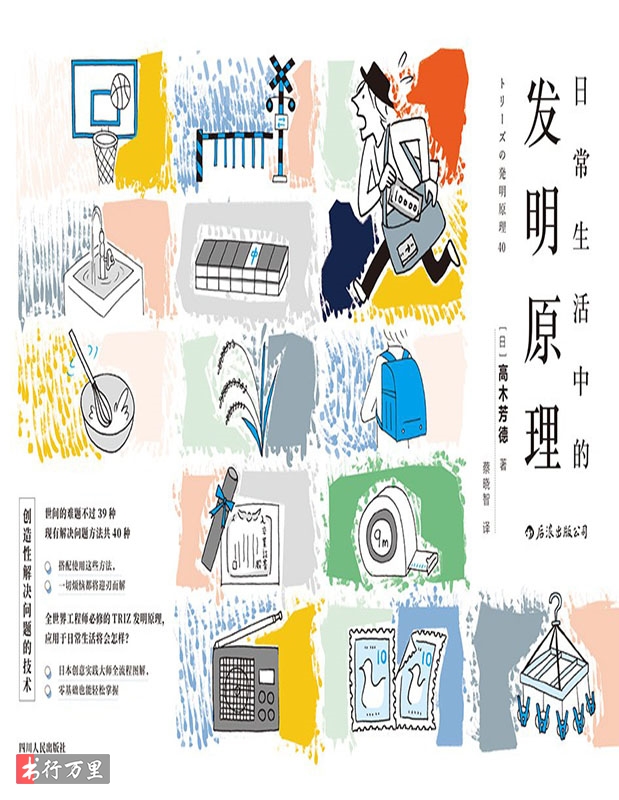 日常生活中的
发明原理
トリーズの発明原理40
［日］高木芳德 著
蔡晓智 译
后浪出版公司
创造性解决问题的技术
世间的难题不过39种
现有解决问题方法共40种
搭配使用这些方法，
一切烦恼都将迎刃而解
全世界工程师必修的TRIZ发明原理，
应用于日常生活将会怎样？
日本创意实践大师全流程图解，
零基础也能轻松掌握
四川人民出版社
书行万里
中
10000
9m
10
10